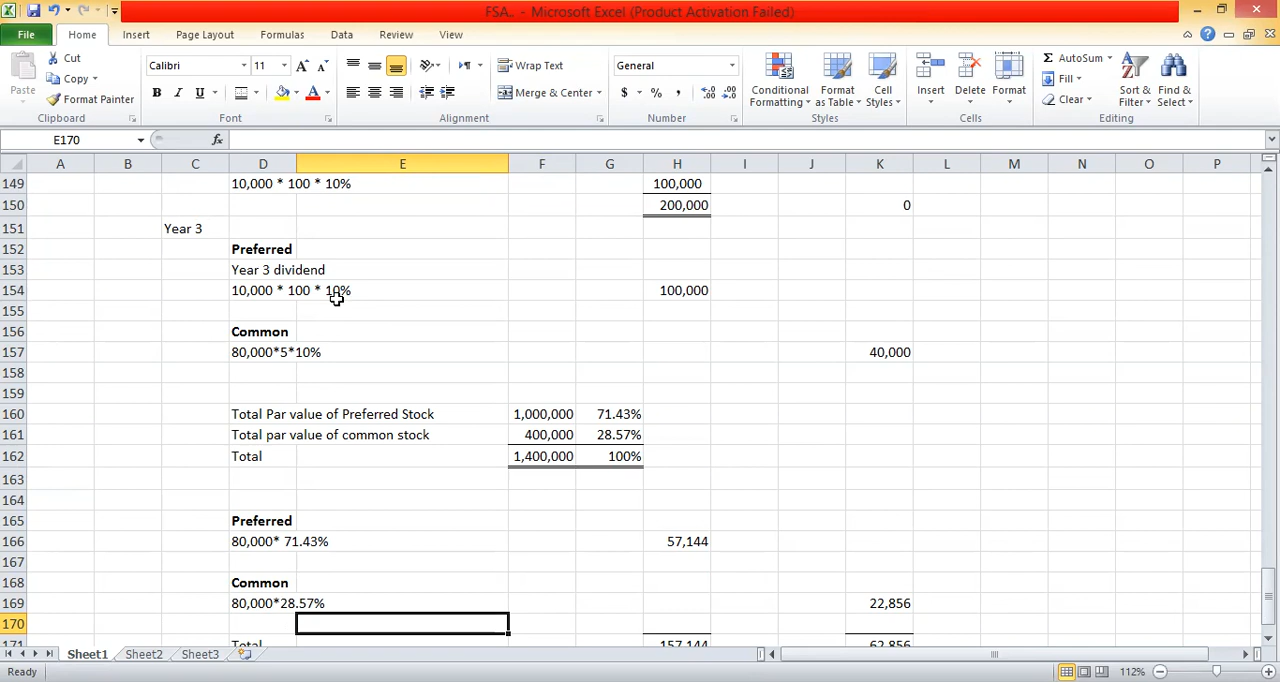 FSA.. - Microsoft Excel (Product Activation Failed)
File Home Insert Page Layout Formulas Data Review View
Cut
Copy
Format Painter
Paste
Clipboard
Calibri 11 A A
B I U A
Font
Wrap Text
Merge & Center
Alignment
General
$ % ,
Number
Conditional Formatting
Format as Table
Cell Styles
Styles
Insert Delete Format
Cells
Σ AutoSum
Fill
Clear
Sort & Filter
Find & Select
Editing
E170 fx
A B C D E F G H I J K L M N O P
149 10,000 * 100 * 10% 100,000
150 200,000 0
151 Year 3
152 Preferred
153 Year 3 dividend
154 10,000 * 100 * 10% 100,000
155
156 Common
157 80,000*5*10% 40,000
158
159
160 Total Par value of Preferred Stock 1,000,000 71.43%
161 Total par value of common stock 400,000 28.57%
162 Total 1,400,000 100%
163
164
165 Preferred
166 80,000* 71.43% 57,144
167
168 Common
169 80,000*28.57% 22,856
170
171 Total 157,144 62,856
Sheet1 Sheet2 Sheet3
Ready 112%